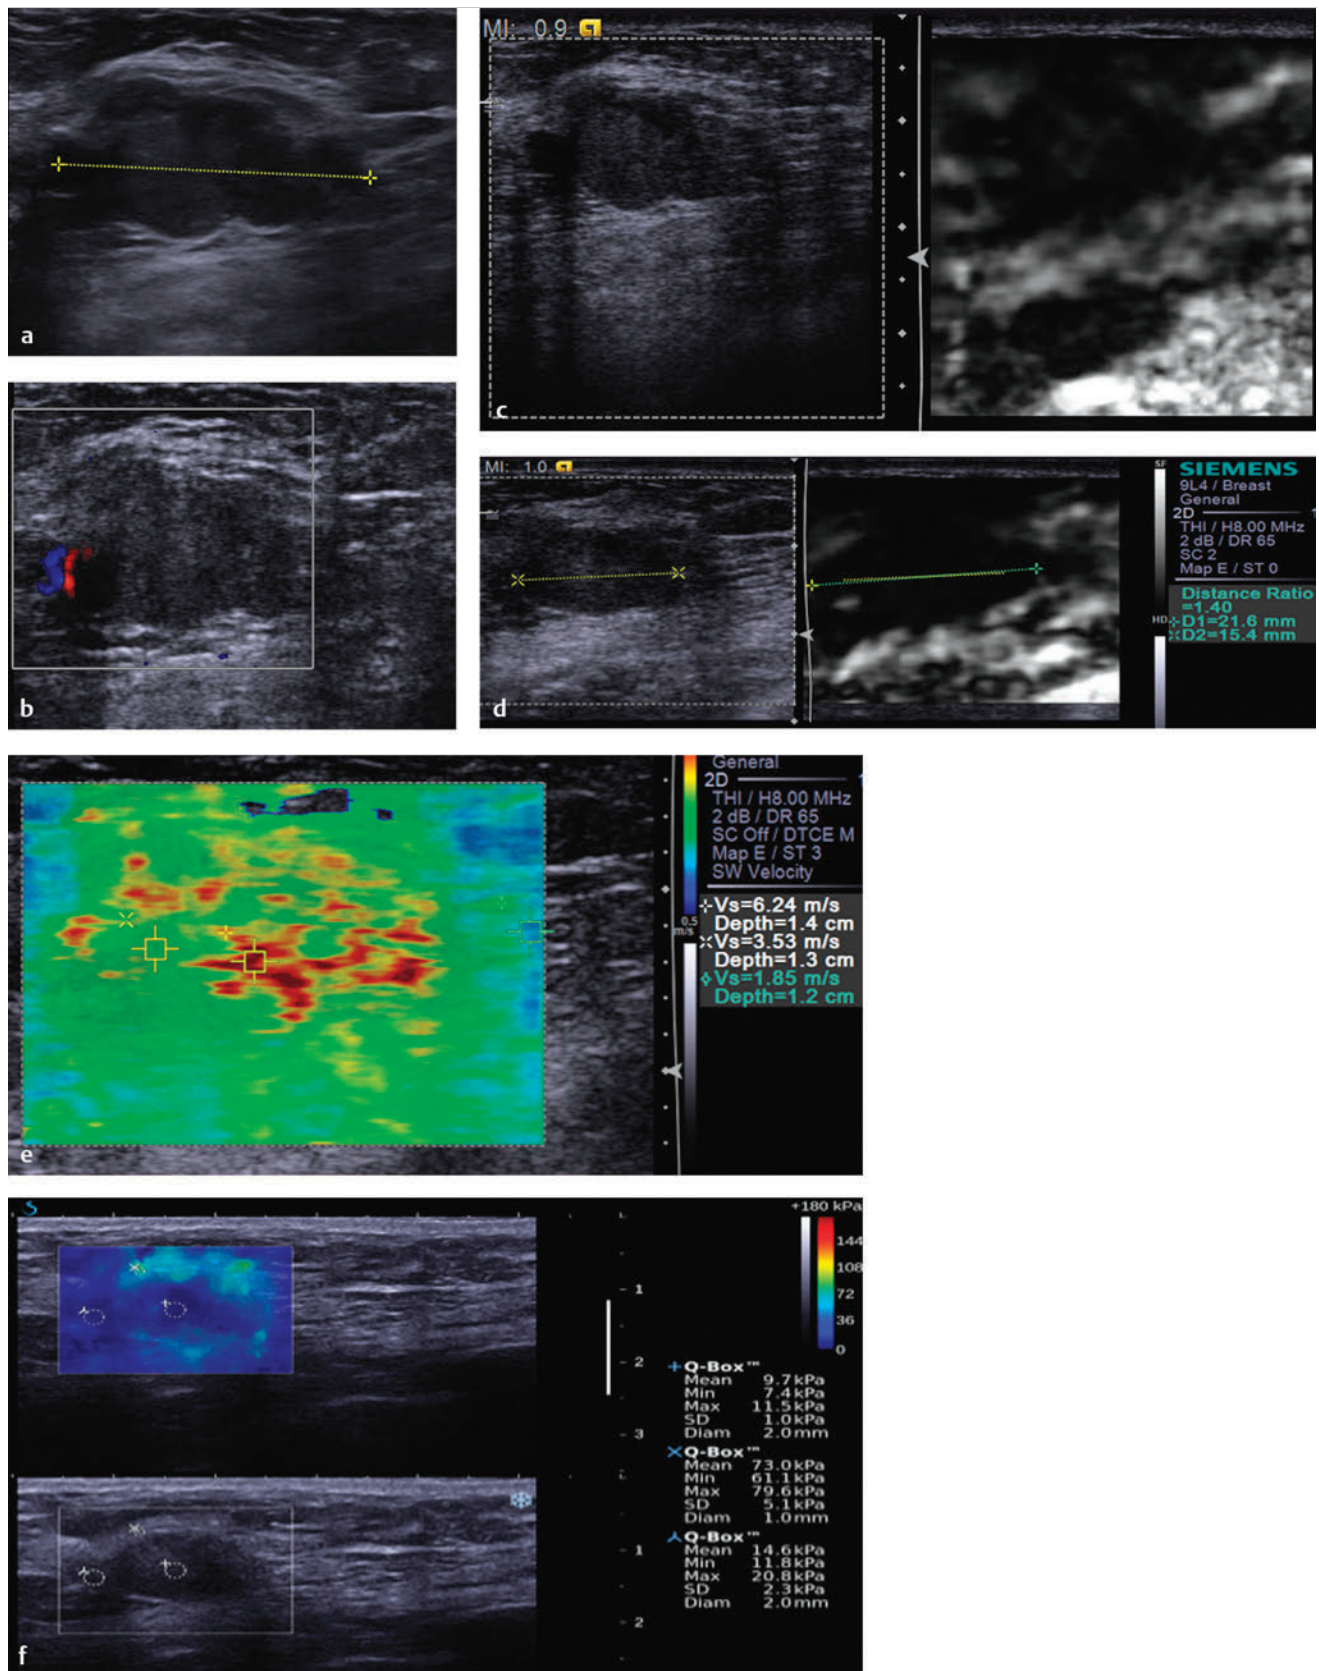 a
MI: 0.9
c
b
MI: 1.0
d
SF
HD
SIEMENS
9L4 / Breast
General
2D 1
THI / H8.00 MHz
2 dB / DR 65
SC 2
Map E / ST 0
Distance Ratio
=1.40
D1=21.6 mm
D2=15.4 mm
General
2D 1
THI / H8.00 MHz
2 dB / DR 65
SC Off / DTCE M
Map E / ST 3
SW Velocity
Vs=6.24 m/s
Depth=1.4 cm
Vs=3.53 m/s
Depth=1.3 cm
Vs=1.85 m/s
Depth=1.2 cm
0.5
m/s
e
S
+180 kPa
144
108
72
36
0
1
2
3
+ Q-Box™
Mean 9.7 kPa
Min 7.4 kPa
Max 11.5 kPa
SD 1.0 kPa
Diam 2.0 mm
Q-Box™
Mean 73.0 kPa
Min 61.1 kPa
Max 79.6 kPa
SD 5.1 kPa
Diam 1.0 mm
Q-Box™
Mean 14.6 kPa
Min 11.8 kPa
Max 20.8 kPa
SD 2.3 kPa
Diam 2.0 mm
1
2
f